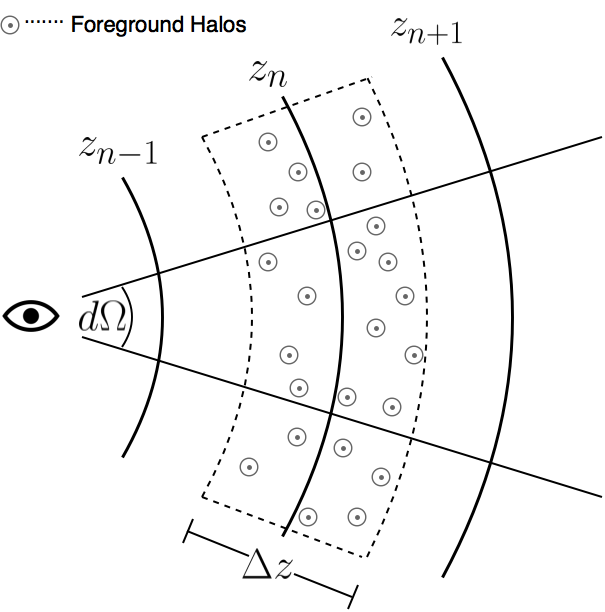 ······· Foreground Halos
z_{n+1}
z_n
z_{n−1}
dΩ
Δz